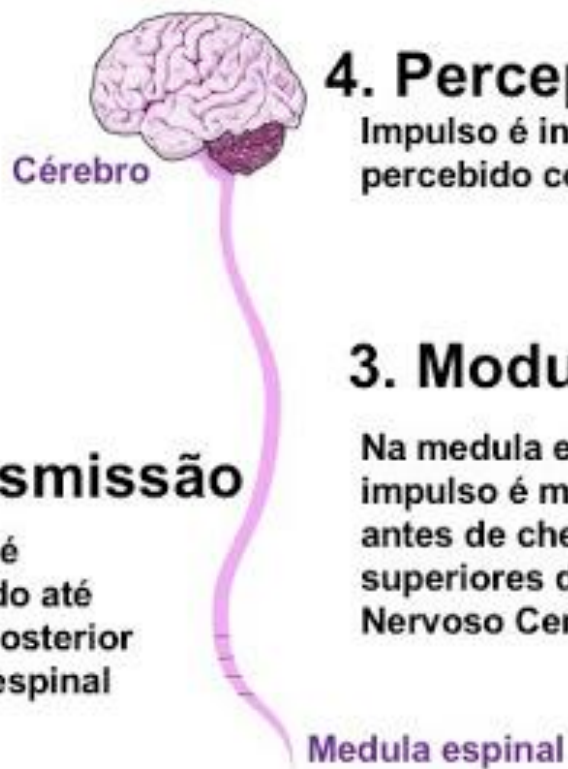 4. Percep
Impulso é in
percebido co
Cérebro
3. Modu
Na medula e
impulso é m
antes de che
superiores d
Nervoso Cer
smissão
é
do até
osterior
espinal
Medula espinal